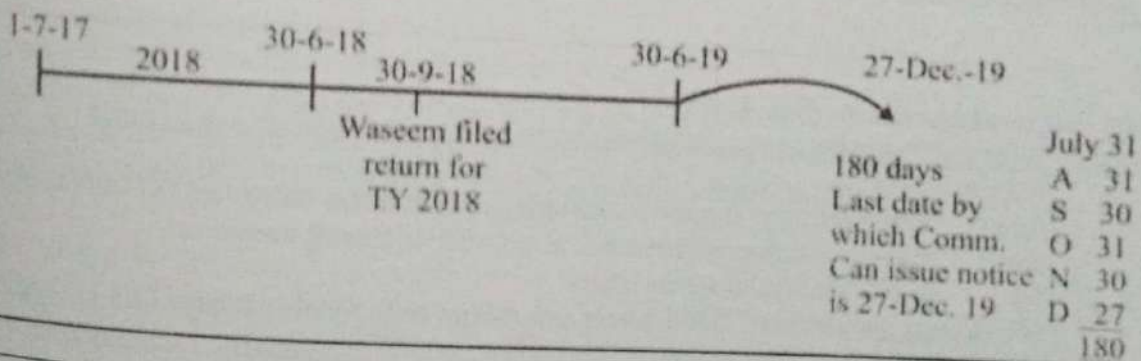 1-7-17
2018
30-6-18
30-9-18
30-6-19
27-Dec.-19
Waseem filed
return for
TY 2018
180 days
Last date by
which Comm.
Can issue notice
is 27-Dec. 19
July 31
A 31
S 30
O 31
N 30
D 27
180